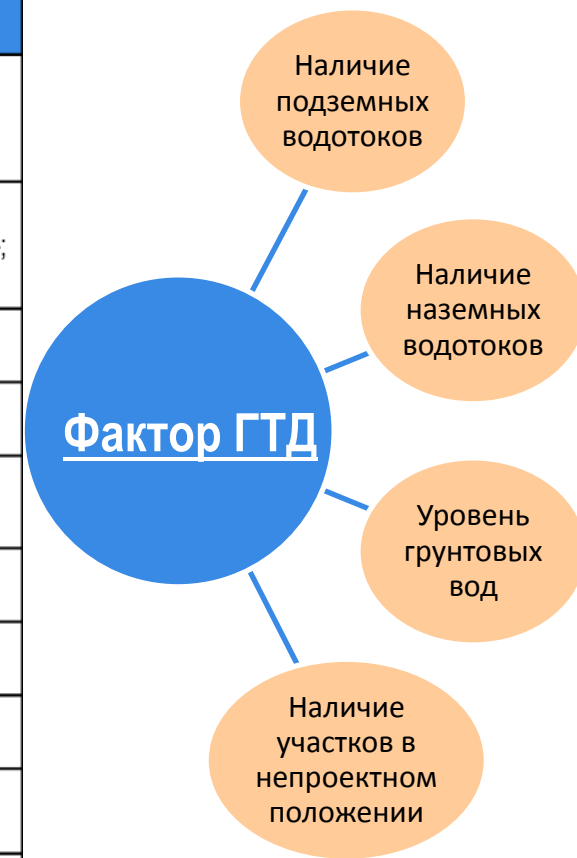 ;
Наличие
подземных
водотоков
Наличие
наземных
водотоков
Фактор ГТД
Уровень
грунтовых
вод
Наличие
участков в
непроектном
положении